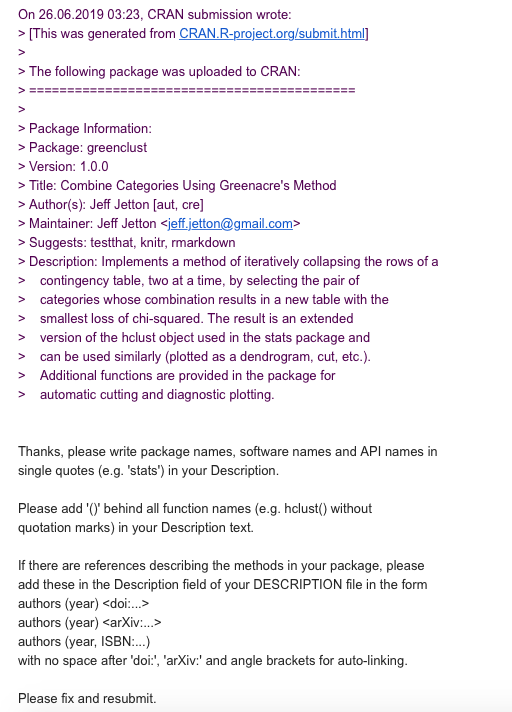 On 26.06.2019 03:23, CRAN submission wrote:
> [This was generated from CRAN.R-project.org/submit.html]
>
> The following package was uploaded to CRAN:
> ===========================================
>
> Package Information:
> Package: greenclust
> Version: 1.0.0
> Title: Combine Categories Using Greenacre's Method
> Author(s): Jeff Jetton [aut, cre]
> Maintainer: Jeff Jetton <jeff.jetton@gmail.com>
> Suggests: testthat, knitr, rmarkdown
> Description: Implements a method of iteratively collapsing the rows of a
>    contingency table, two at a time, by selecting the pair of
>    categories whose combination results in a new table with the
>    smallest loss of chi-squared. The result is an extended
>    version of the hclust object used in the stats package and
>    can be used similarly (plotted as a dendrogram, cut, etc.).
>    Additional functions are provided in the package for
>    automatic cutting and diagnostic plotting.
Thanks, please write package names, software names and API names in
single quotes (e.g. 'stats') in your Description.
Please add '()' behind all function names (e.g. hclust() without
quotation marks) in your Description text.
If there are references describing the methods in your package, please
add these in the Description field of your DESCRIPTION file in the form
authors (year) <doi:...>
authors (year) <arXiv:...>
authors (year, ISBN:...)
with no space after 'doi:', 'arXiv:' and angle brackets for auto-linking.
Please fix and resubmit.